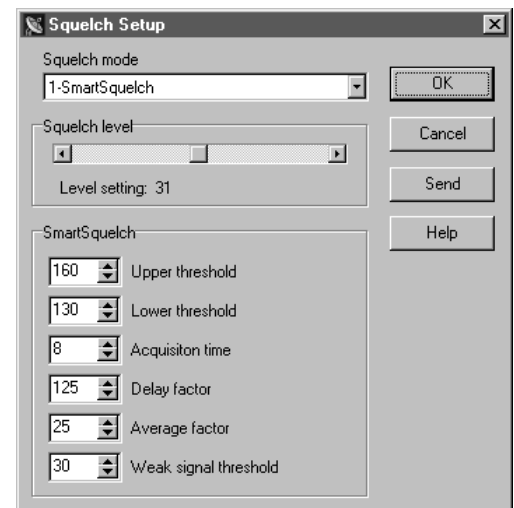 Squelch Setup
Squelch mode
1-SmartSquelch
OK
Squelch level
Cancel
Level setting: 31
Send
SmartSquelch
Help
160 Upper threshold
130 Lower threshold
8 Acquisiton time
125 Delay factor
25 Average factor
30 Weak signal threshold